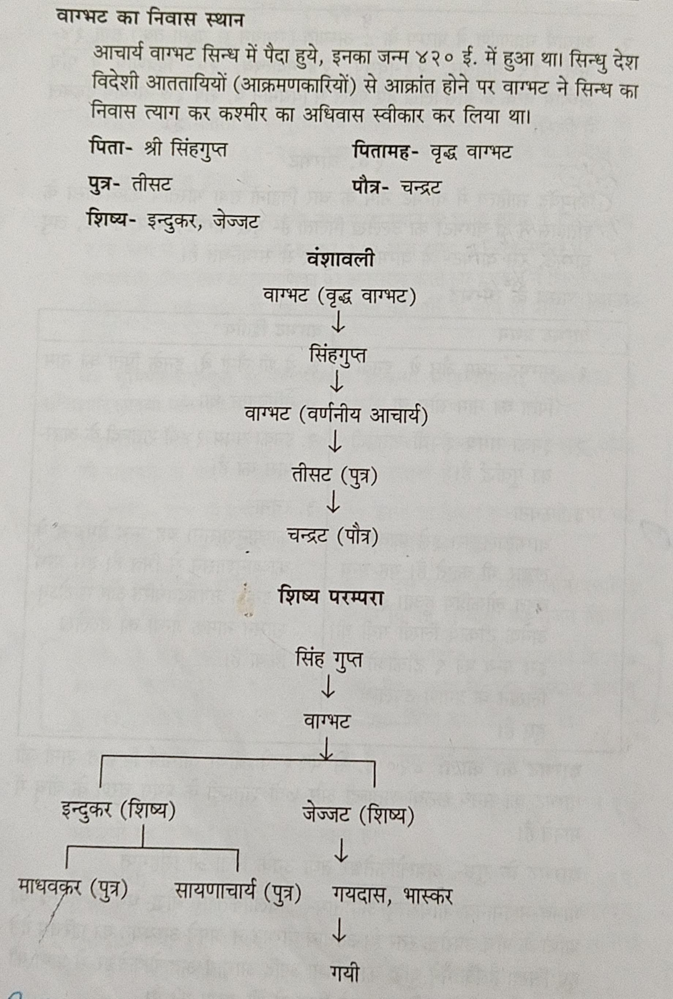 वाग्भट का निवास स्थान
आचार्य वाग्भट सिन्ध में पैदा हुये, इनका जन्म ४२० ई. में हुआ था। सिन्धु देश
विदेशी आततायियों (आक्रमणकारियों) से आक्रांत होने पर वाग्भट ने सिन्ध का
निवास त्याग कर कश्मीर का अधिवास स्वीकार कर लिया था।
पिता- श्री सिंहगुप्त पितामह- वृद्ध वाग्भट
पुत्र- तीसट पौत्र- चन्द्रट
शिष्य- इन्दुकर, जेज्जट
वंशावली
वाग्भट (वृद्ध वाग्भट)
↓
सिंहगुप्त
↓
वाग्भट (वर्णनीय आचार्य)
↓
तीसट (पुत्र)
↓
चन्द्रट (पौत्र)
शिष्य परम्परा
सिंह गुप्त
↓
वाग्भट
↓
इन्दुकर (शिष्य) जेज्जट (शिष्य)
↓
माधवकर (पुत्र) सायणाचार्य (पुत्र) गयदास, भास्कर
↓
गयी